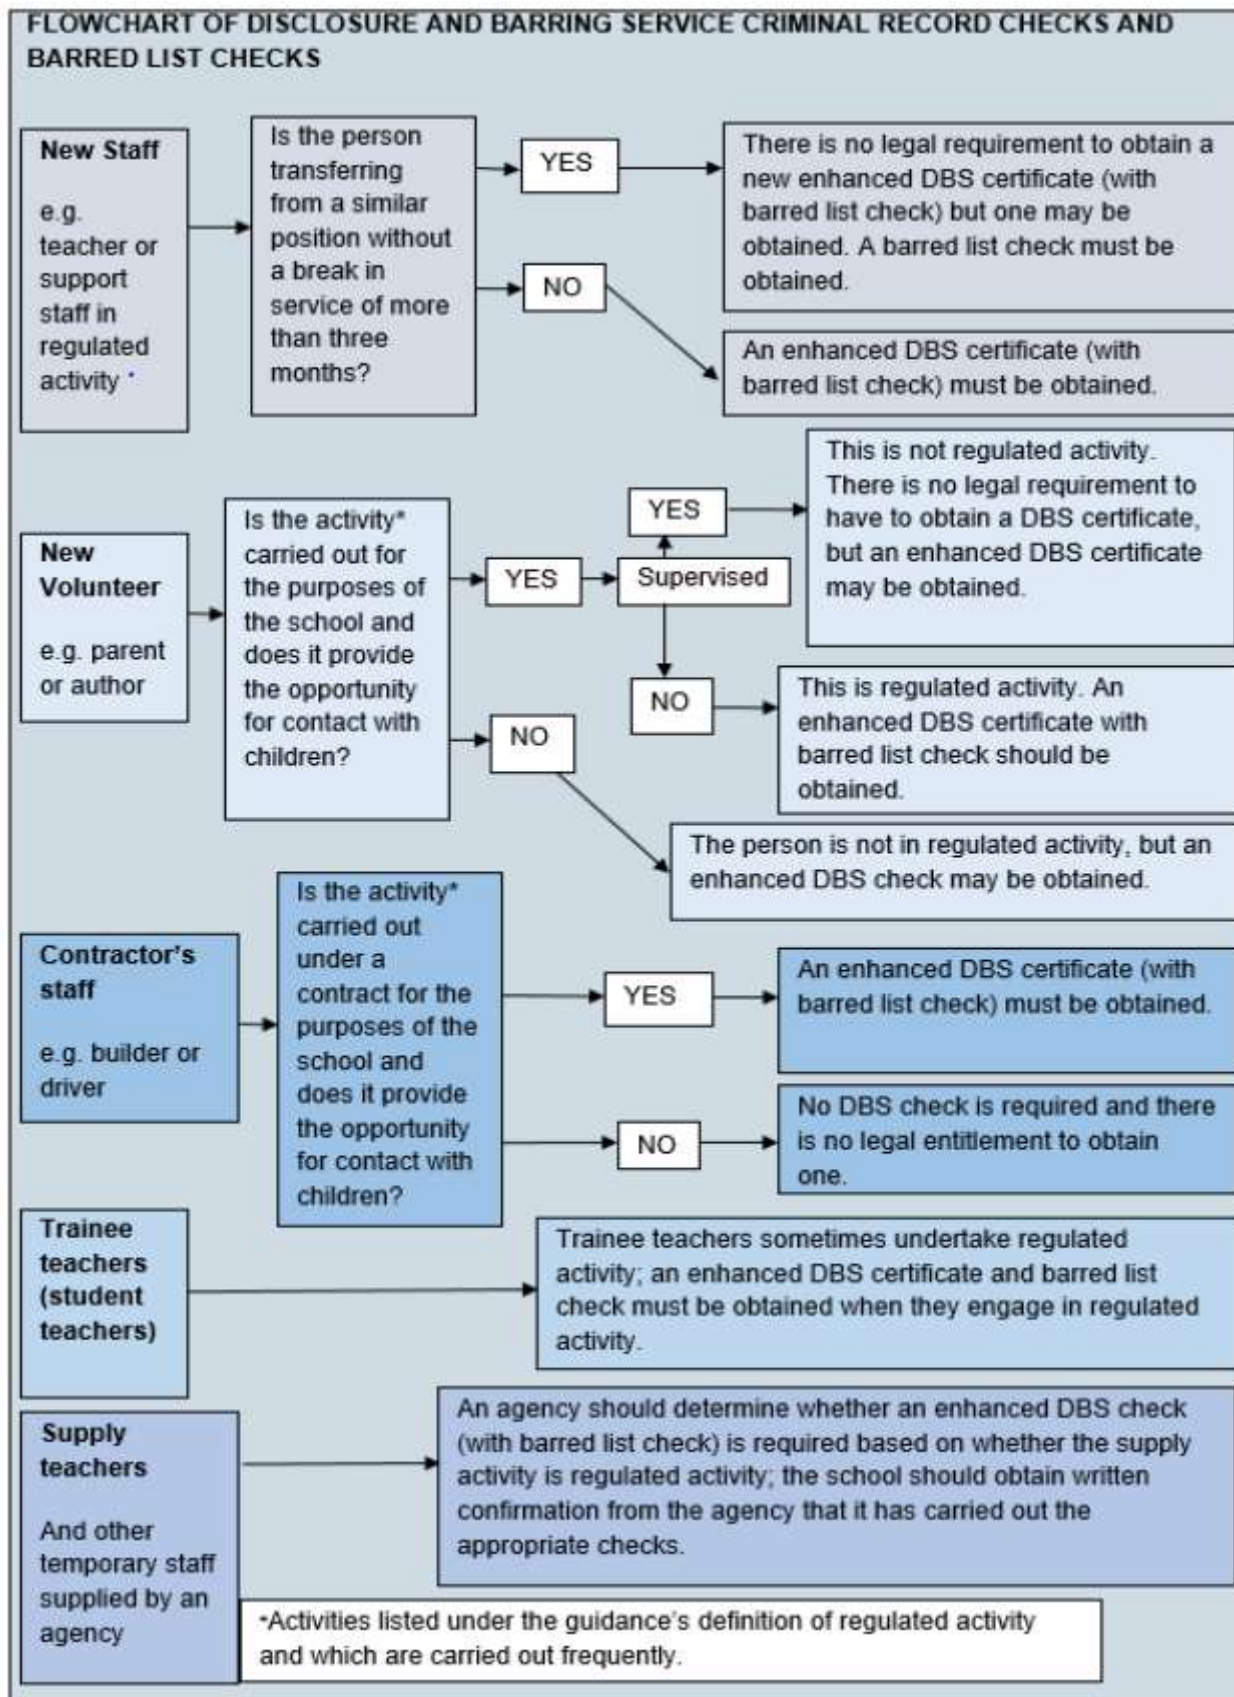 FLOWCHART OF DISCLOSURE AND BARRING SERVICE CRIMINAL RECORD CHECKS AND
BARRED LIST CHECKS
New Staff
e.g.
teacher or
support
staff in
regulated
activity *
Is the person
transferring
from a similar
position without
a break in
service of more
than three
months?
YES
There is no legal requirement to obtain a
new enhanced DBS certificate (with
barred list check) but one may be
obtained. A barred list check must be
obtained.
NO
An enhanced DBS certificate (with
barred list check) must be obtained.
New
Volunteer
e.g. parent
or author
Is the activity*
carried out for
the purposes of
the school and
does it provide
the opportunity
for contact with
children?
YES
Supervised
YES
This is not regulated activity.
There is no legal requirement to
have to obtain a DBS certificate,
but an enhanced DBS certificate
may be obtained.
NO
This is regulated activity. An
enhanced DBS certificate with
barred list check should be
obtained.
NO
The person is not in regulated activity, but an
enhanced DBS check may be obtained.
Contractor's
staff
e.g. builder or
driver
Is the activity*
carried out
under a
contract for the
purposes of the
school and
does it provide
the opportunity
for contact with
children?
YES
An enhanced DBS certificate (with
barred list check) must be obtained.
NO
No DBS check is required and there
is no legal entitlement to obtain
one.
Trainee
teachers
(student
teachers)
Trainee teachers sometimes undertake regulated
activity; an enhanced DBS certificate and barred list
check must be obtained when they engage in regulated
activity.
Supply
teachers
And other
temporary staff
supplied by an
agency
An agency should determine whether an enhanced DBS check
(with barred list check) is required based on whether the supply
activity is regulated activity; the school should obtain written
confirmation from the agency that it has carried out the
appropriate checks.
*Activities listed under the guidance's definition of regulated activity
and which are carried out frequently.